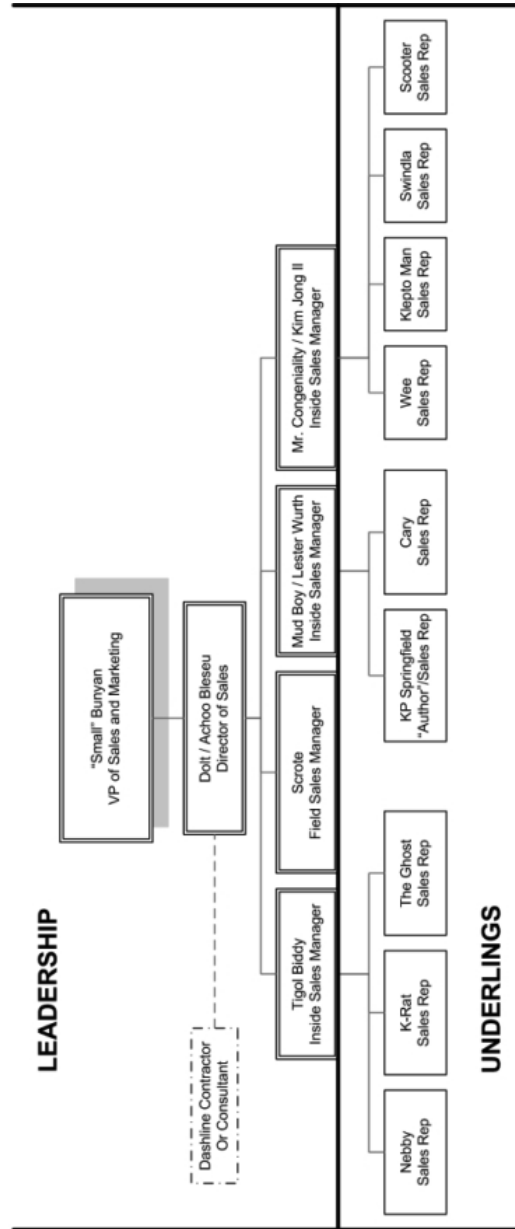 LEADERSHIP
"Small" Bunyan
VP of Sales and Marketing
Dashline Contractor
Or Consultant
Dolt / Achoo Bleseu
Director of Sales
Tigol Biddy
Inside Sales Manager
Scrote
Field Sales Manager
Mud Boy / Lester Wurth
Inside Sales Manager
Mr. Congeniality / Kim Jong Il
Inside Sales Manager
Nebby
Sales Rep
K-Rat
Sales Rep
The Ghost
Sales Rep
KP Springfield
"Author"/Sales Rep
Cary
Sales Rep
Wee
Sales Rep
Klepto Man
Sales Rep
Swindla
Sales Rep
Scooter
Sales Rep
UNDERLINGS